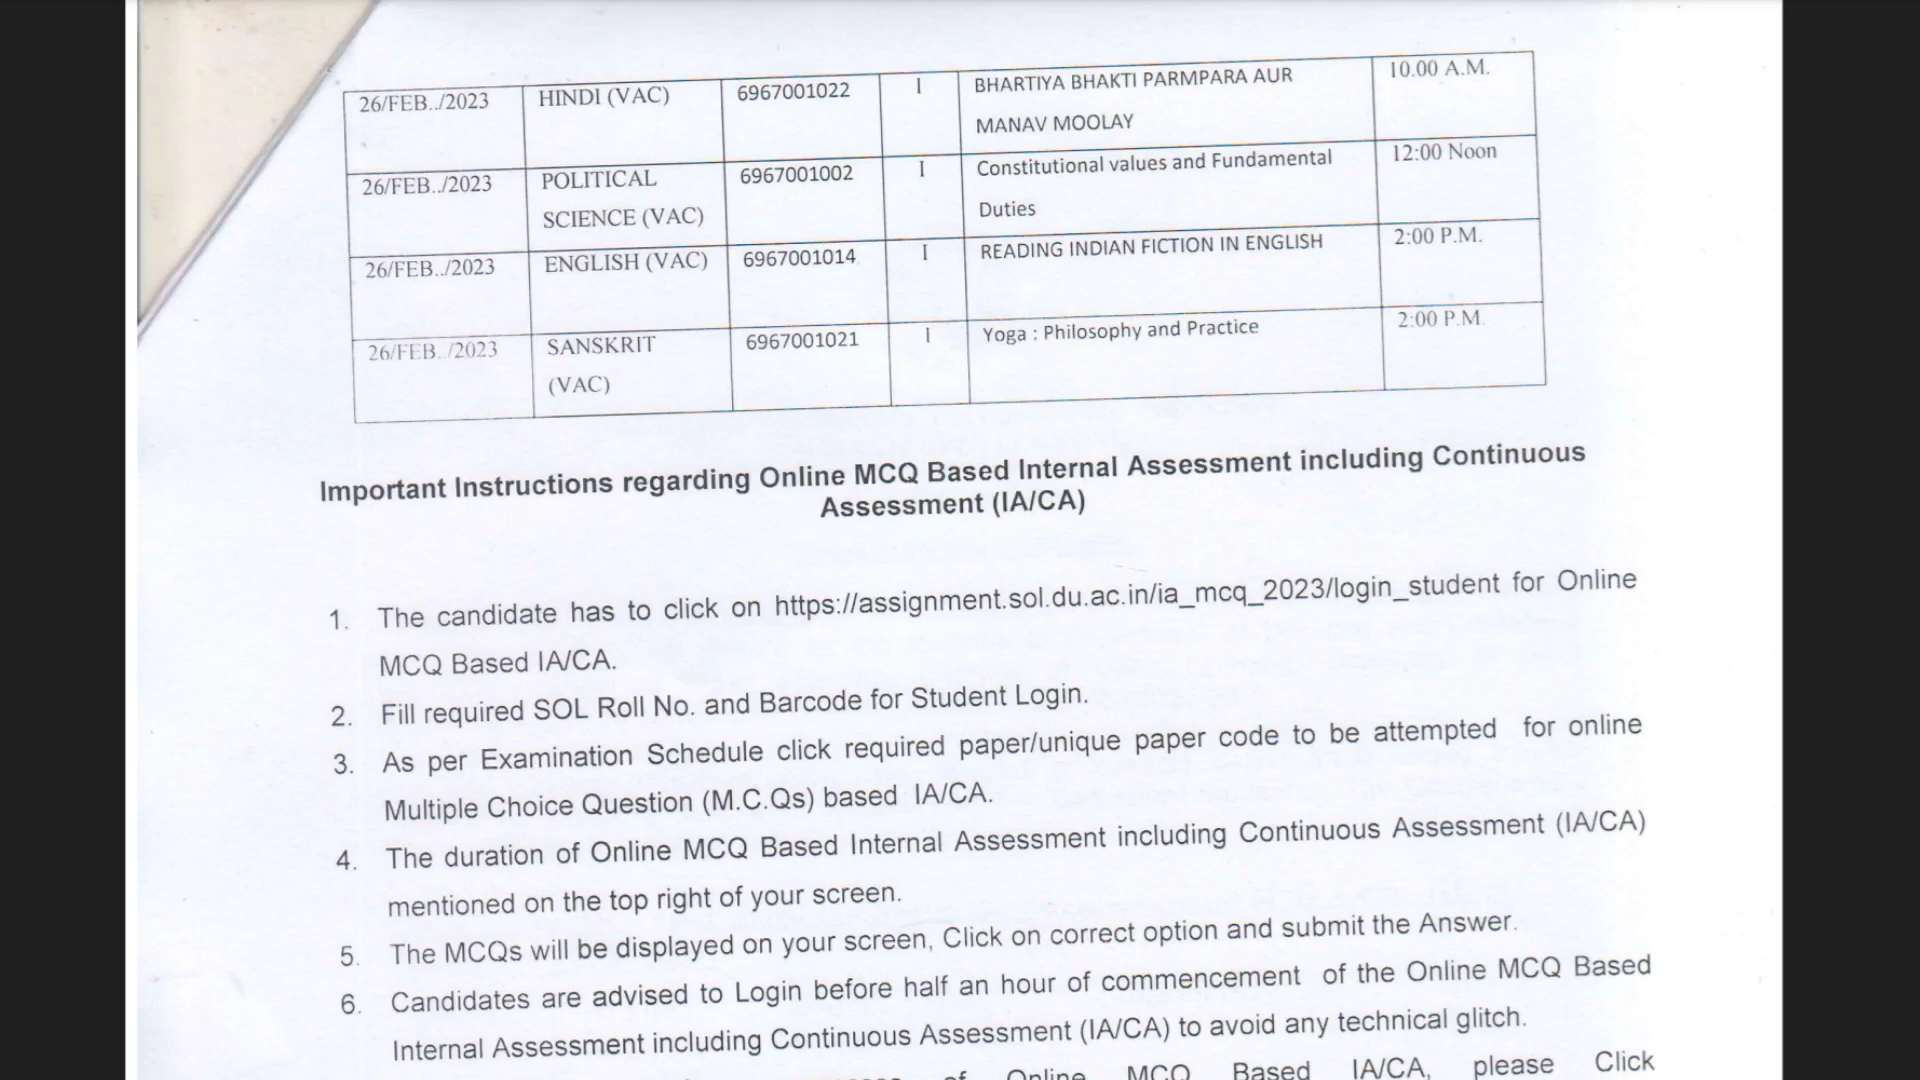 26/FEB../2023 HINDI (VAC) 6967001022 I BHARTIYA BHAKTI PARMPARA AUR 10.00 A.M.
MANAV MOOLAY
26/FEB../2023 POLITICAL 6967001002 I Constitutional values and Fundamental 12:00 Noon
SCIENCE (VAC) Duties
26/FEB../2023 ENGLISH (VAC) 6967001014 I READING INDIAN FICTION IN ENGLISH 2:00 P.M.
26/FEB../2023 SANSKRIT 6967001021 I Yoga : Philosophy and Practice 2:00 P.M.
(VAC)
Important Instructions regarding Online MCQ Based Internal Assessment including Continuous
Assessment (IA/CA)
1. The candidate has to click on https://assignment.sol.du.ac.in/ia_mcq_2023/login_student for Online
MCQ Based IA/CA.
2. Fill required SOL Roll No. and Barcode for Student Login.
3. As per Examination Schedule click required paper/unique paper code to be attempted for online
Multiple Choice Question (M.C.Qs) based IA/CA.
4. The duration of Online MCQ Based Internal Assessment including Continuous Assessment (IA/CA)
mentioned on the top right of your screen.
5. The MCQs will be displayed on your screen, Click on correct option and submit the Answer.
6. Candidates are advised to Login before half an hour of commencement of the Online MCQ Based
Internal Assessment including Continuous Assessment (IA/CA) to avoid any technical glitch.
of Online MCQ Based IA/CA, please Click